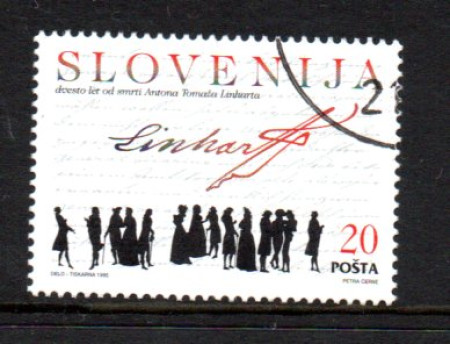 SLOVENIJA
dvesto let od smrti Antona Tomaža Linharta
Linhart
20
POŠTA
DELO - TISKARNA 1995
PETRA ČERNE